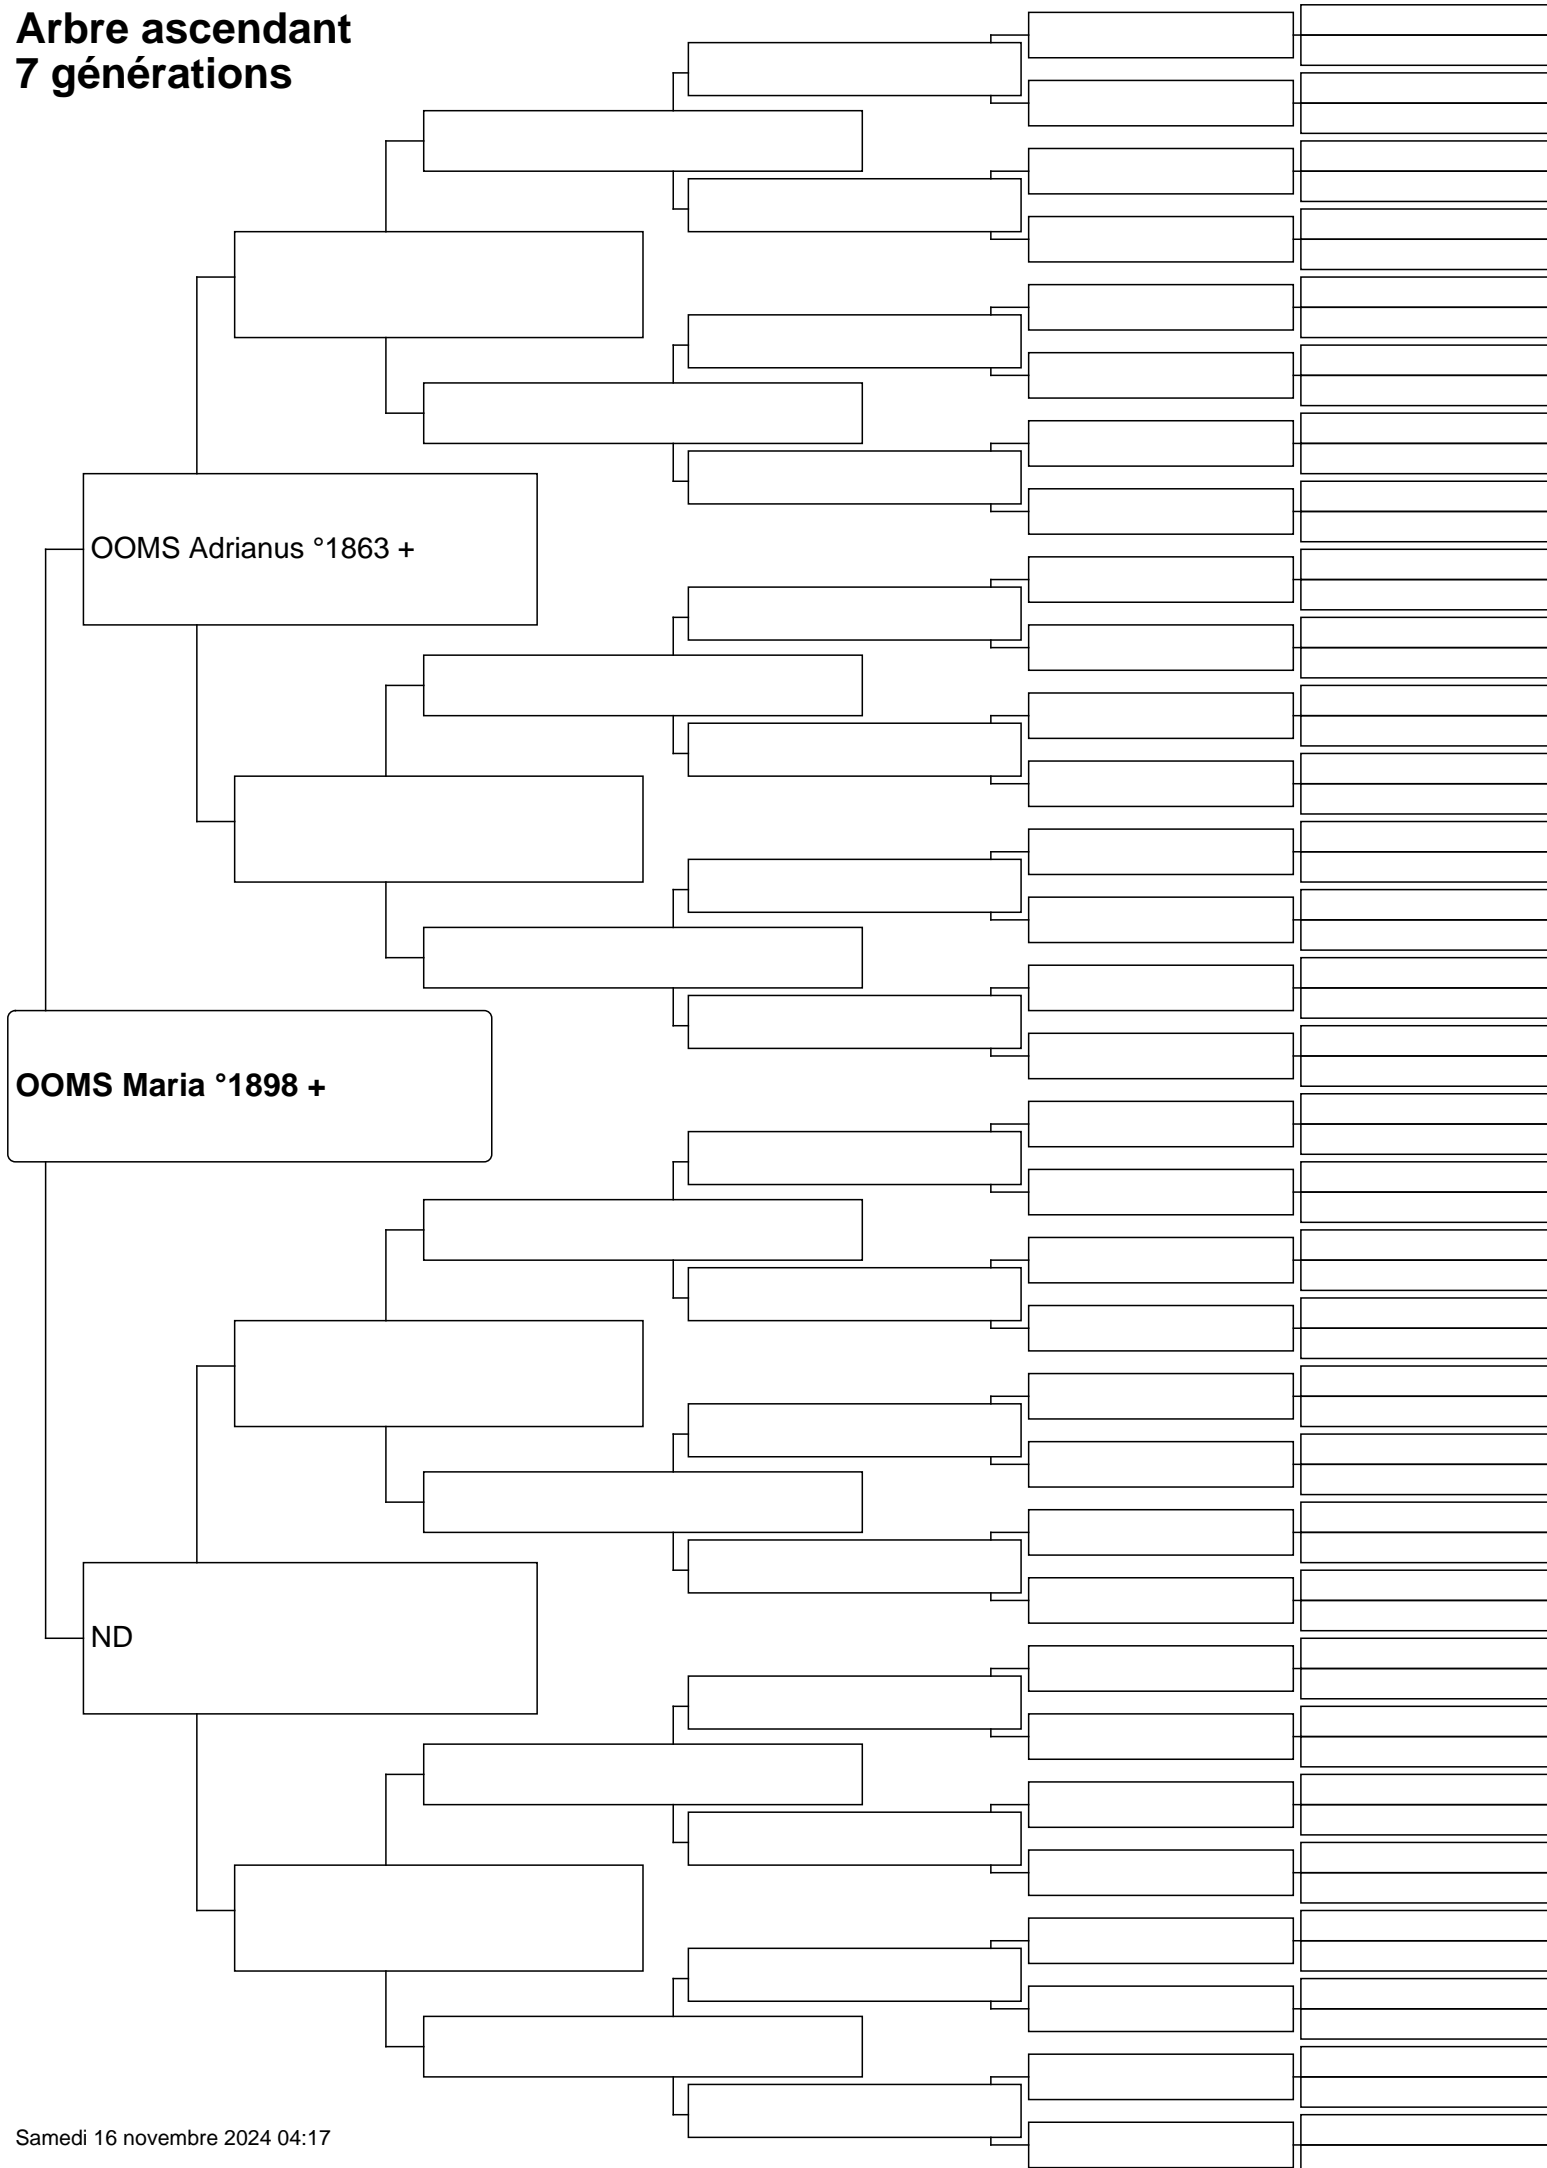 Arbre ascendant
7 générations
OOMS Adrianus °1863 +
OOMS Maria °1898 +
ND
Samedi 16 novembre 2024 04:17